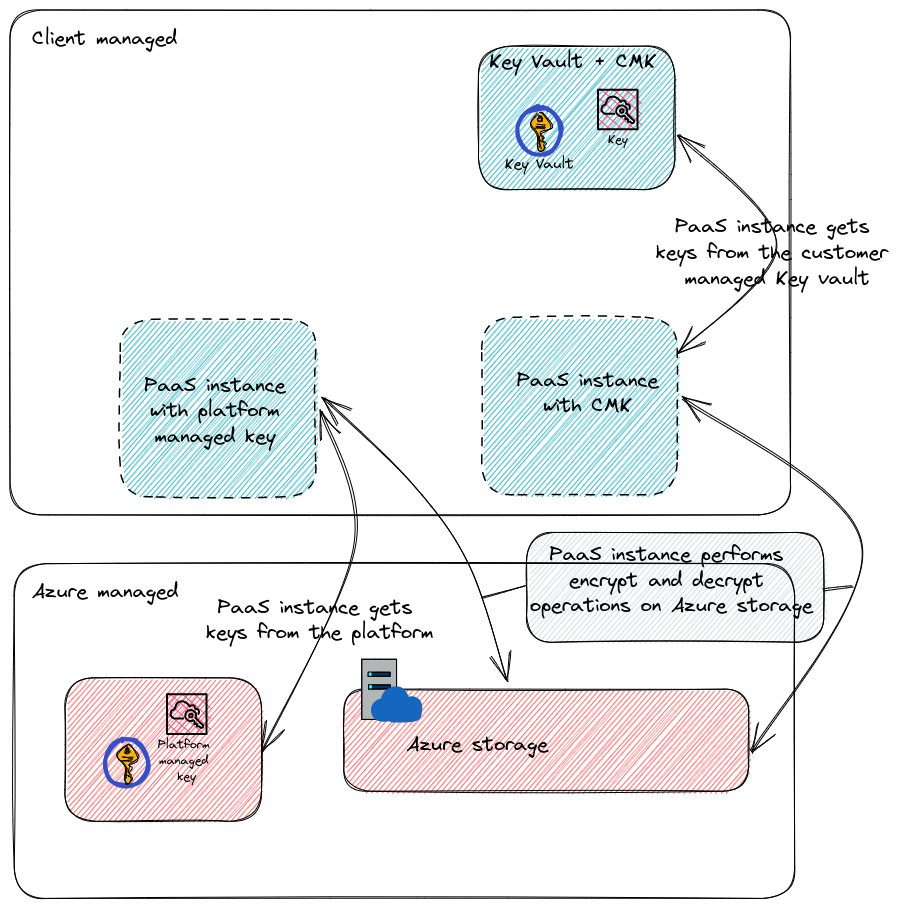 Client managed
Key Vault + CMK
Key Vault
Key
PaaS instance gets
keys from the customer
managed Key vault
PaaS instance
with platform
managed key
PaaS instance
with CMK
PaaS instance performs
encrypt and decrypt
operations on Azure storage
Azure managed
PaaS instance gets
keys from the platform
Platform
managed
key
Azure storage